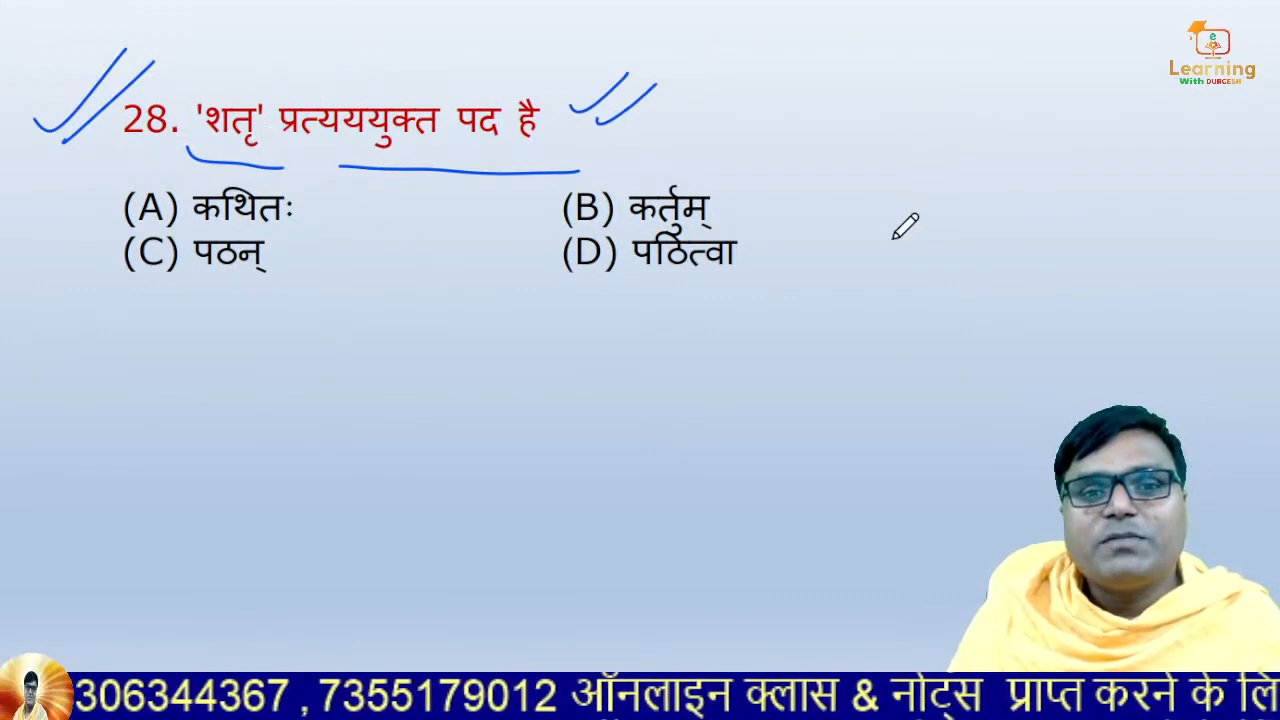 e
Learning
With DURGESH
28. 'शतृ' प्रत्यययुक्त पद है
(A) कथितः (B) कर्तुम्
(C) पठन् (D) पठित्वा
306344367 , 7355179012 ऑनलाइन क्लास & नोट्स प्राप्त करने के लि